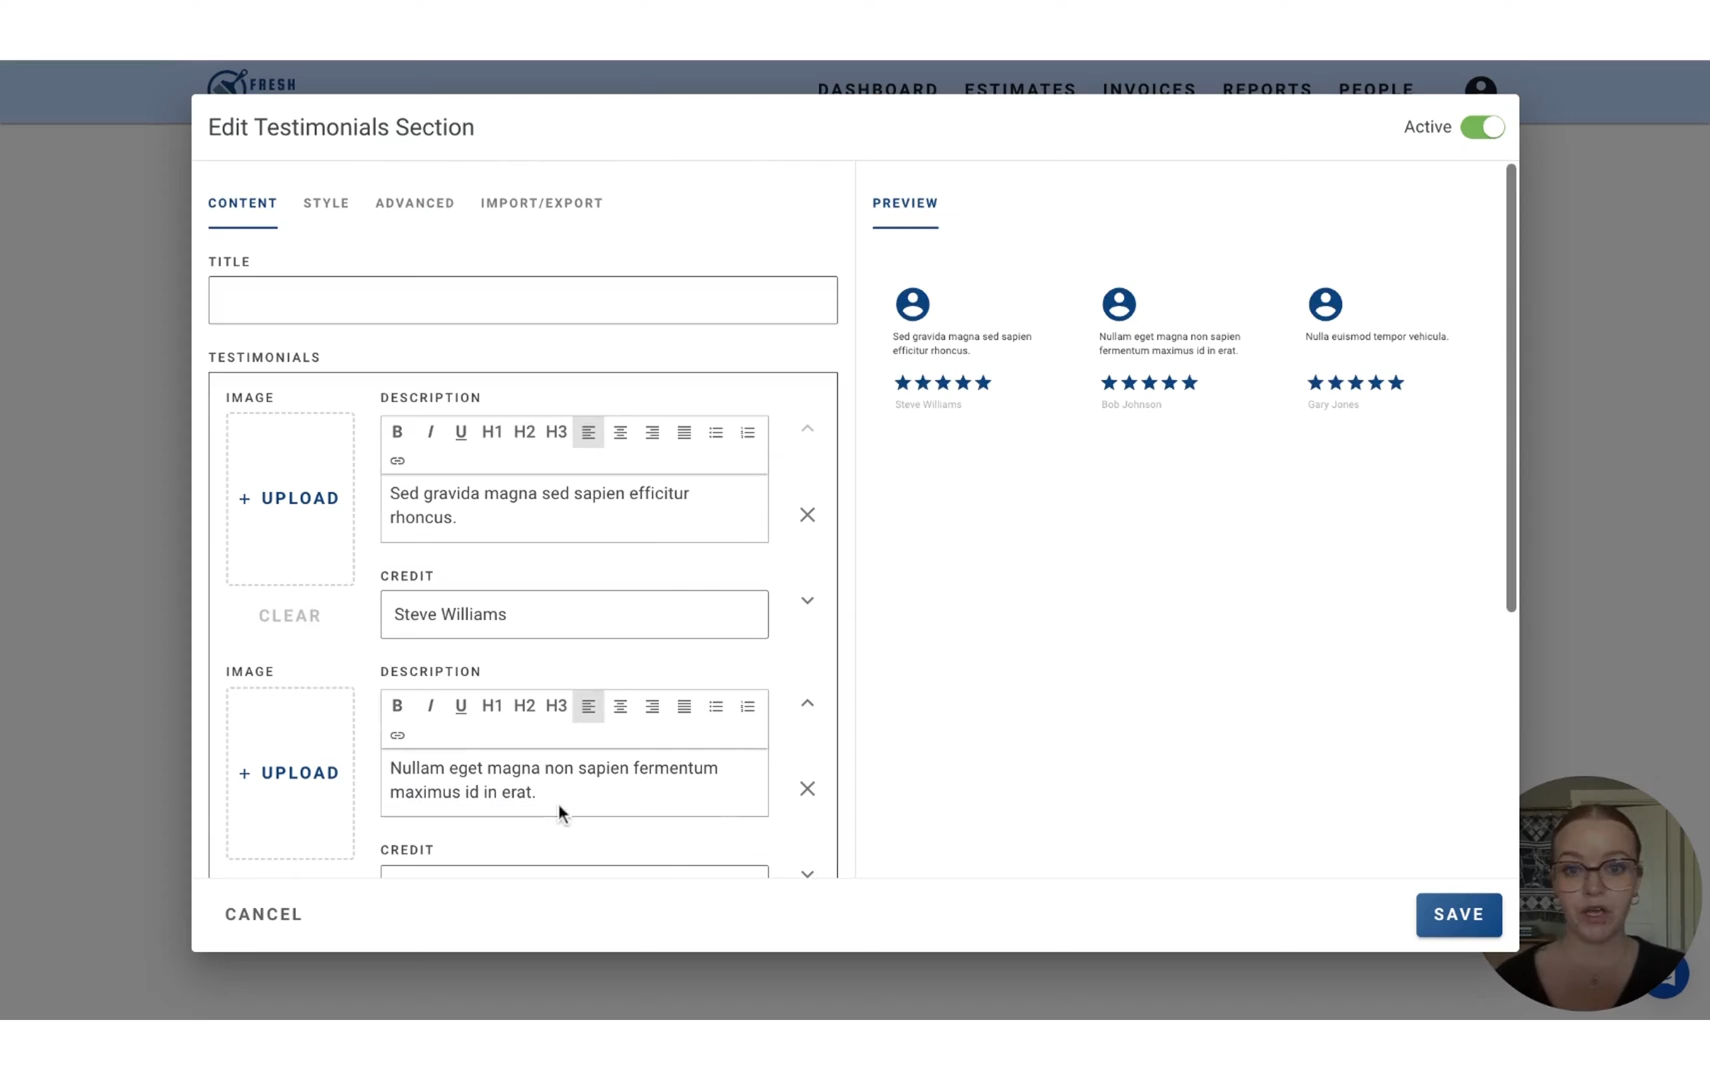 FRESH
DASHBOARD ESTIMATES INVOICES REPORTS PEOPLE
Edit Testimonials Section
Active
CONTENT STYLE ADVANCED IMPORT/EXPORT
TITLE
TESTIMONIALS
IMAGE
+ UPLOAD
CLEAR
DESCRIPTION
B I U H1 H2 H3
Sed gravida magna sed sapien efficitur
rhoncus.
CREDIT
Steve Williams
IMAGE
+ UPLOAD
DESCRIPTION
B I U H1 H2 H3
Nullam eget magna non sapien fermentum
maximus id in erat.
CREDIT
PREVIEW
Sed gravida magna sed sapien
efficitur rhoncus.
Steve Williams
Nullam eget magna non sapien
fermentum maximus id in erat.
Bob Johnson
Nulla euismod tempor vehicula.
Gary Jones
CANCEL
SAVE